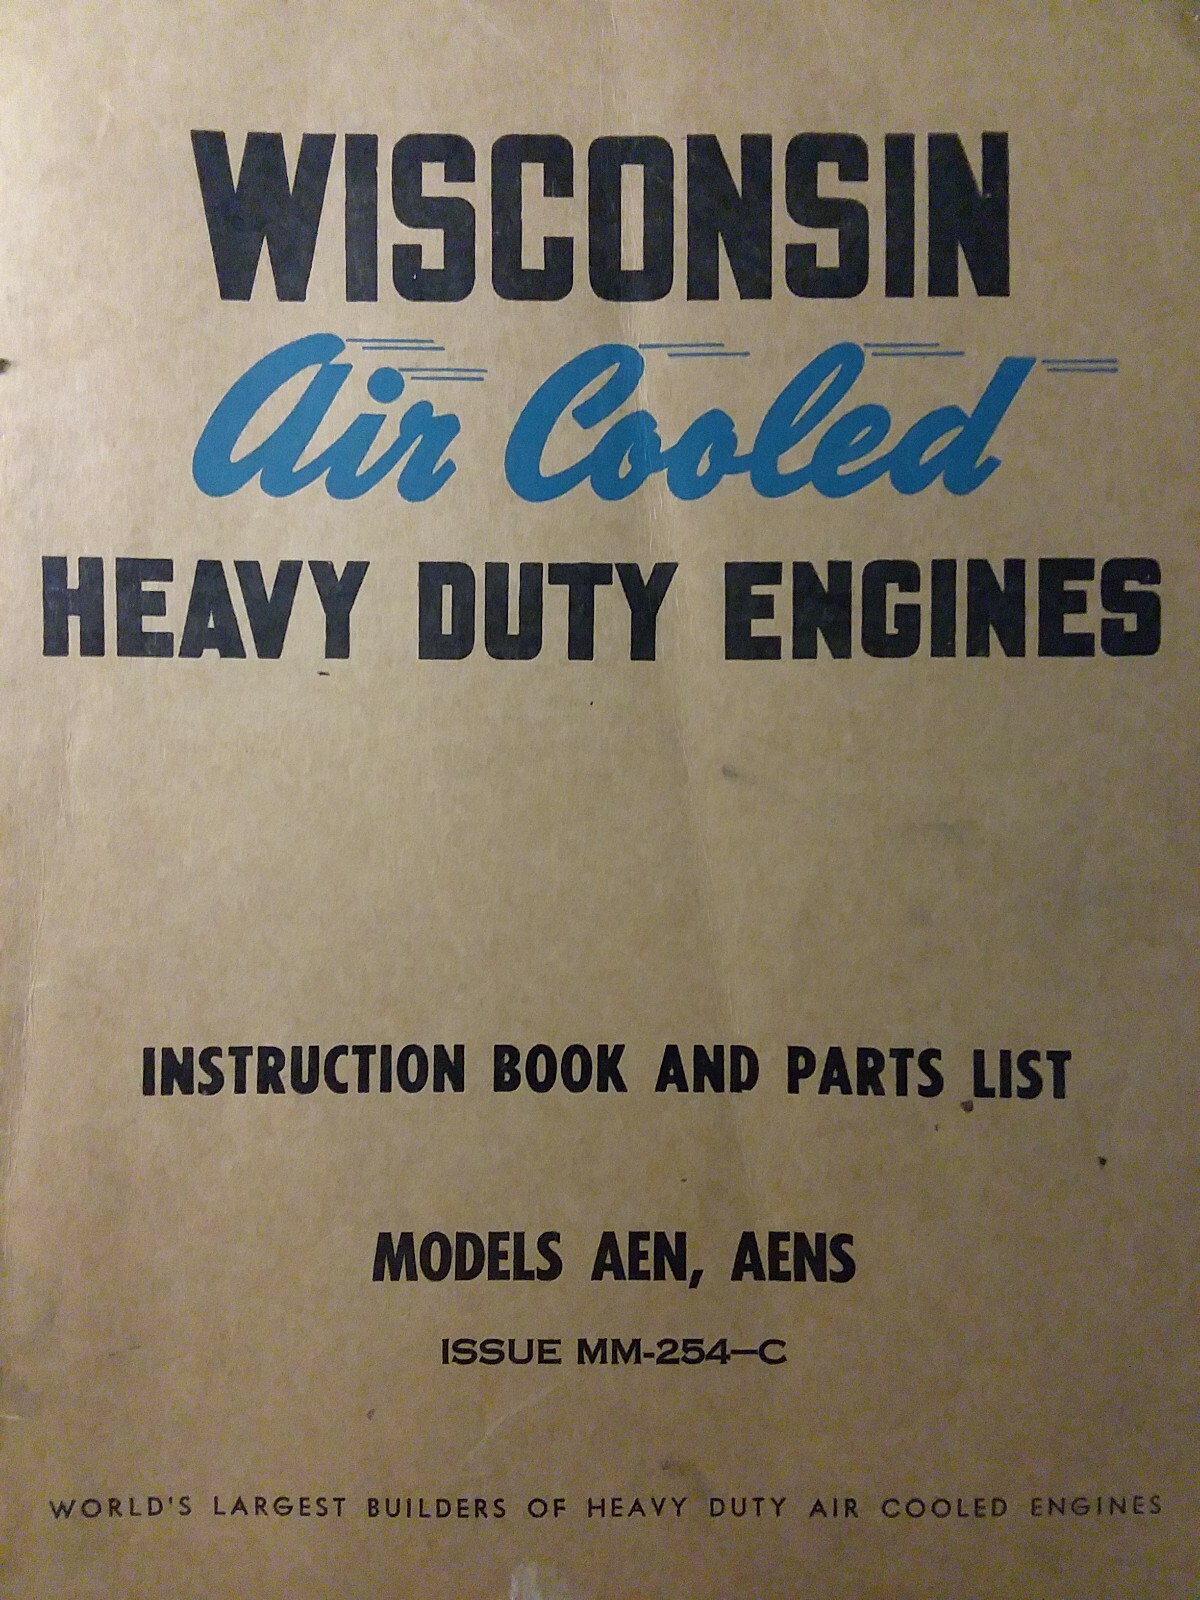 WISCONSIN
Air Cooled
HEAVY DUTY ENGINES
INSTRUCTION BOOK AND PARTS LIST
MODELS AEN, AENS
ISSUE MM-254—C
WORLD'S LARGEST BUILDERS OF HEAVY DUTY AIR COOLED ENGINES